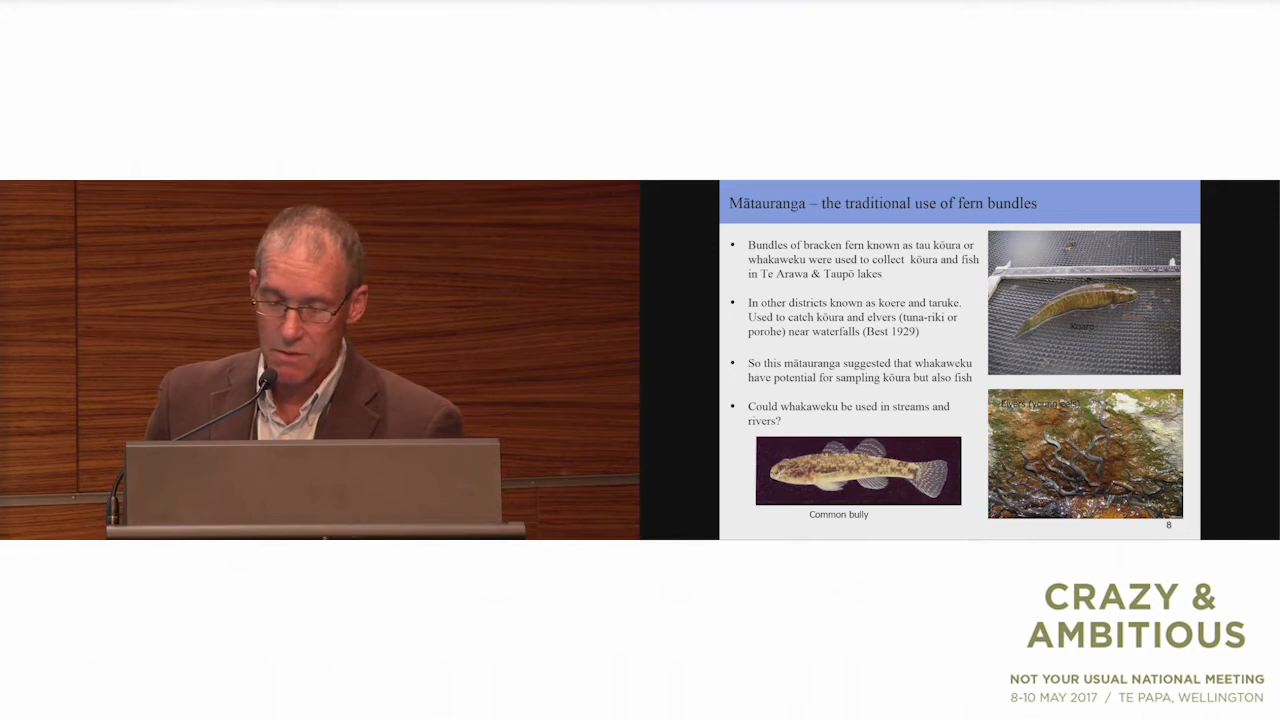 Mātauranga – the traditional use of fern bundles
• Bundles of bracken fern known as tau kōura or
whakaweku were used to collect kōura and fish
in Te Arawa & Taupō lakes
• In other districts known as koere and taruke.
Used to catch kōura and elvers (tuna-riki or
porohe) near waterfalls (Best 1929)
• So this mātauranga suggested that whakaweku
have potential for sampling kōura but also fish
• Could whakaweku be used in streams and
rivers?
Koaro
Elvers (young eels)
Common bully
8
CRAZY &
AMBITIOUS
NOT YOUR USUAL NATIONAL MEETING
8-10 MAY 2017 / TE PAPA, WELLINGTON